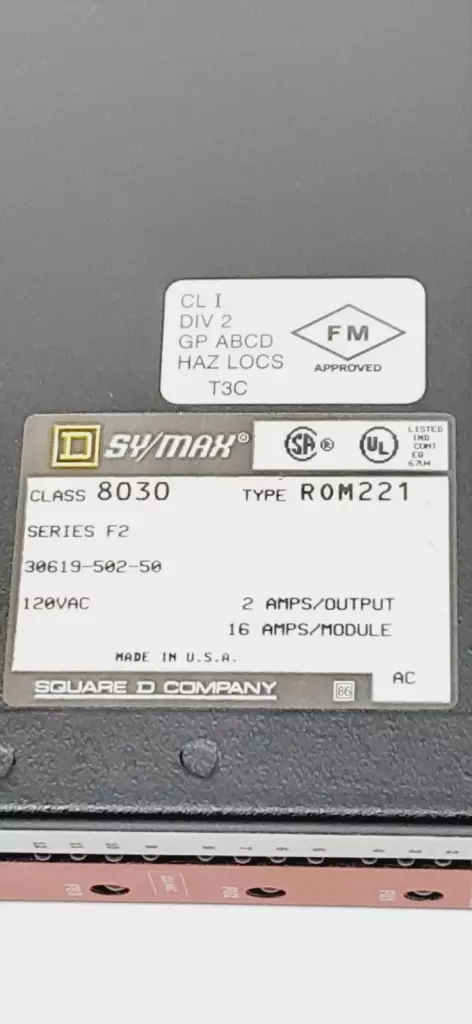 CL I
DIV 2
GP ABCD
HAZ LOCS
T3C
FM
APPROVED
D SY/MAX®
SA ®
UL
LISTED
IND
CONT
EQ
67U4
CLASS 8030 TYPE ROM221
SERIES F2
30619-502-50
120VAC 2 AMPS/OUTPUT
16 AMPS/MODULE
MADE IN U.S.A.
SQUARE D COMPANY 86 AC